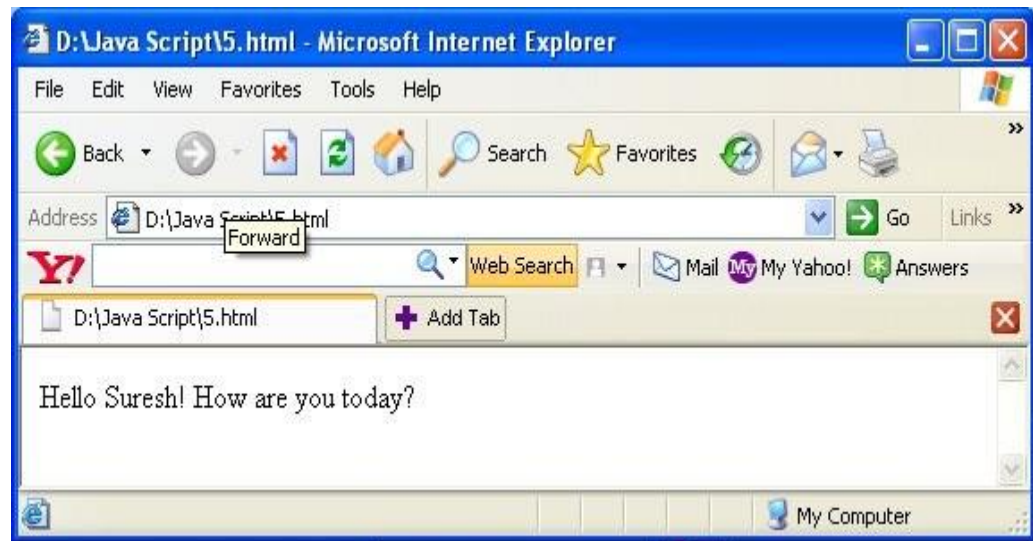 D:\Java Script\5.html - Microsoft Internet Explorer
File Edit View Favorites Tools Help
Back Search Favorites »
Address D:\Java Script\5.html Go Links »
Forward
Y! Web Search Mail My My Yahoo! Answers
D:\Java Script\5.html Add Tab
Hello Suresh! How are you today?
My Computer